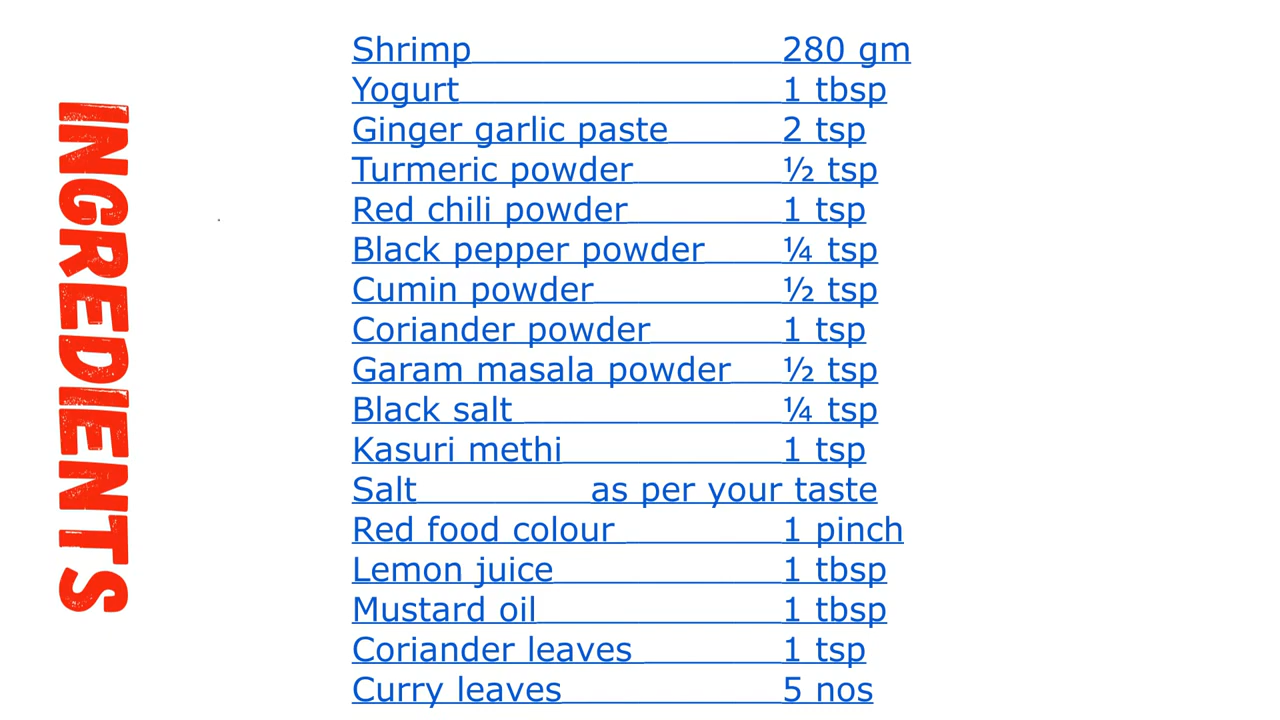 INGREDIENTS
Shrimp 280 gm
Yogurt 1 tbsp
Ginger garlic paste 2 tsp
Turmeric powder ½ tsp
Red chili powder 1 tsp
Black pepper powder ¼ tsp
Cumin powder ½ tsp
Coriander powder 1 tsp
Garam masala powder ½ tsp
Black salt ¼ tsp
Kasuri methi 1 tsp
Salt as per your taste
Red food colour 1 pinch
Lemon juice 1 tbsp
Mustard oil 1 tbsp
Coriander leaves 1 tsp
Curry leaves 5 nos